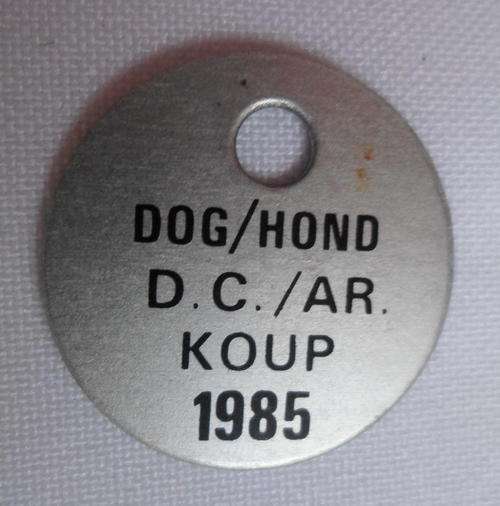 DOG/HOND
D.C./AR.
KOUP
1985